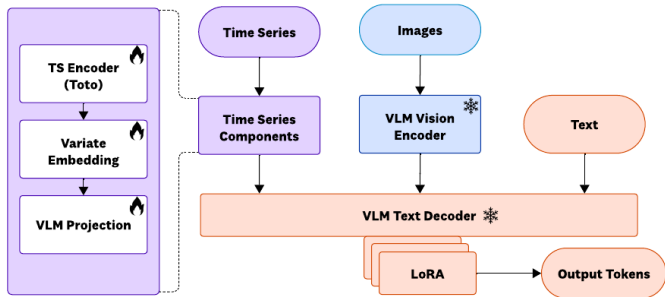 TS Encoder
(Toto)
Variate
Embedding
VLM Projection
Time Series
Images
Time Series
Components
VLM Vision
Encoder
Text
VLM Text Decoder
LoRA
Output Tokens